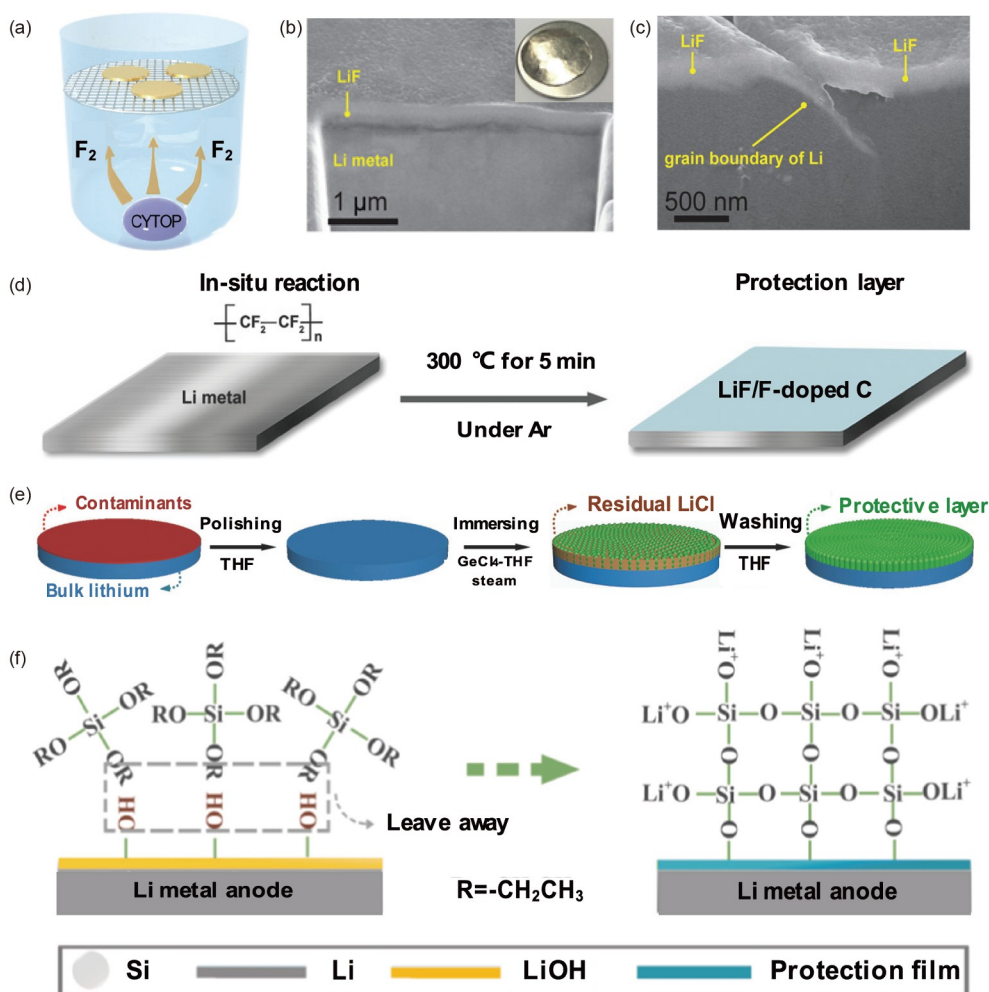 (a)
F₂
F₂
CYTOP
(b)
LiF
Li metal
1 µm
(c)
LiF
LiF
grain boundary of Li
500 nm
(d)
In-situ reaction
[CF₂—CF₂]n
Li metal
300 ℃ for 5 min
Under Ar
Protection layer
LiF/F-doped C
(e)
Contaminants
Bulk lithium
Polishing
THF
Immersing
GeCl4-THF
steam
Residual LiCl
Washing
THF
Protective layer
(f)
OR
RO
OR
OR
OR
Si
OR
RO
Si
OR
RO
Si
RO
OR
OR
OR
OR
HO
HO
HO
Leave away
Li metal anode
R=-CH₂CH₃
Li⁺O
Li⁺O
Li⁺O
Li⁺O
Si
O
Si
O
Si
OLi⁺
O
O
O
Li⁺O
Si
O
Si
O
Si
OLi⁺
O
O
O
Li metal anode
Si
Li
LiOH
Protection film